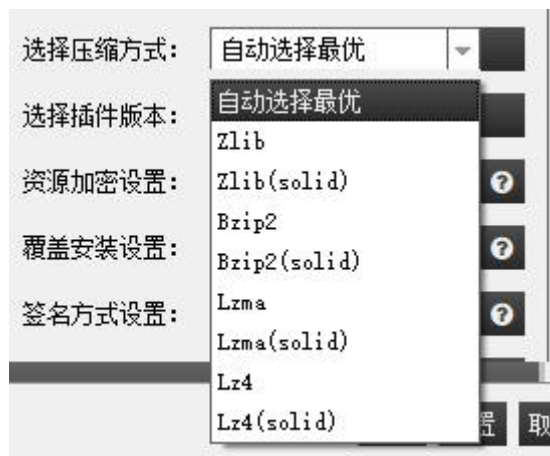 选择压缩方式: 自动选择最优
选择插件版本: 自动选择最优
Zlib
资源加密设置: Zlib(solid)
Bzip2
覆盖安装设置: Bzip2(solid)
签名方式设置: Lzma
Lzma(solid)
Lz4
Lz4(solid)
置 取